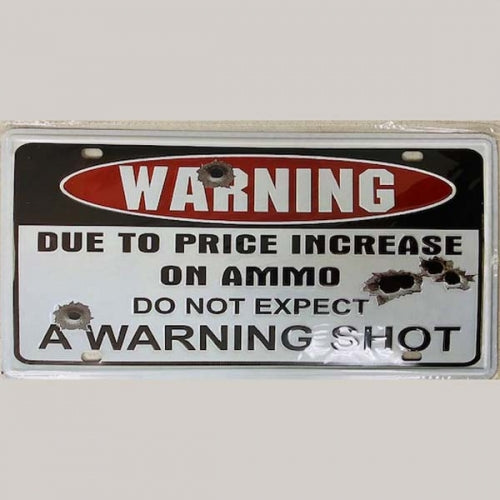 WARNING
DUE TO PRICE INCREASE
ON AMMO
DO NOT EXPECT
A WARNING SHOT